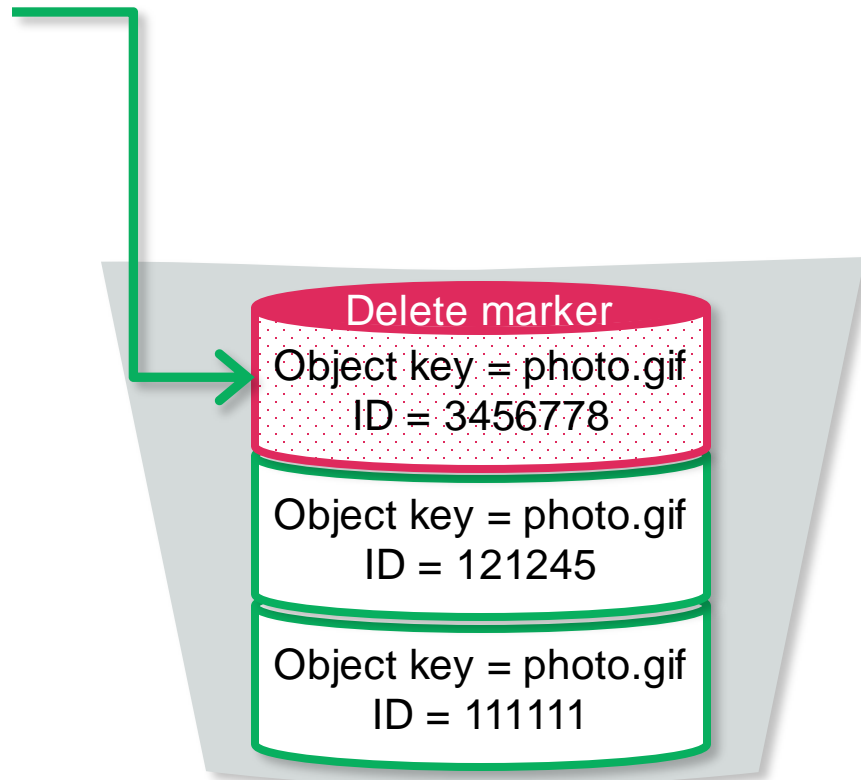 Delete marker
Object key = photo.gif
ID = 3456778
Object key = photo.gif
ID = 121245
Object key = photo.gif
ID = 111111